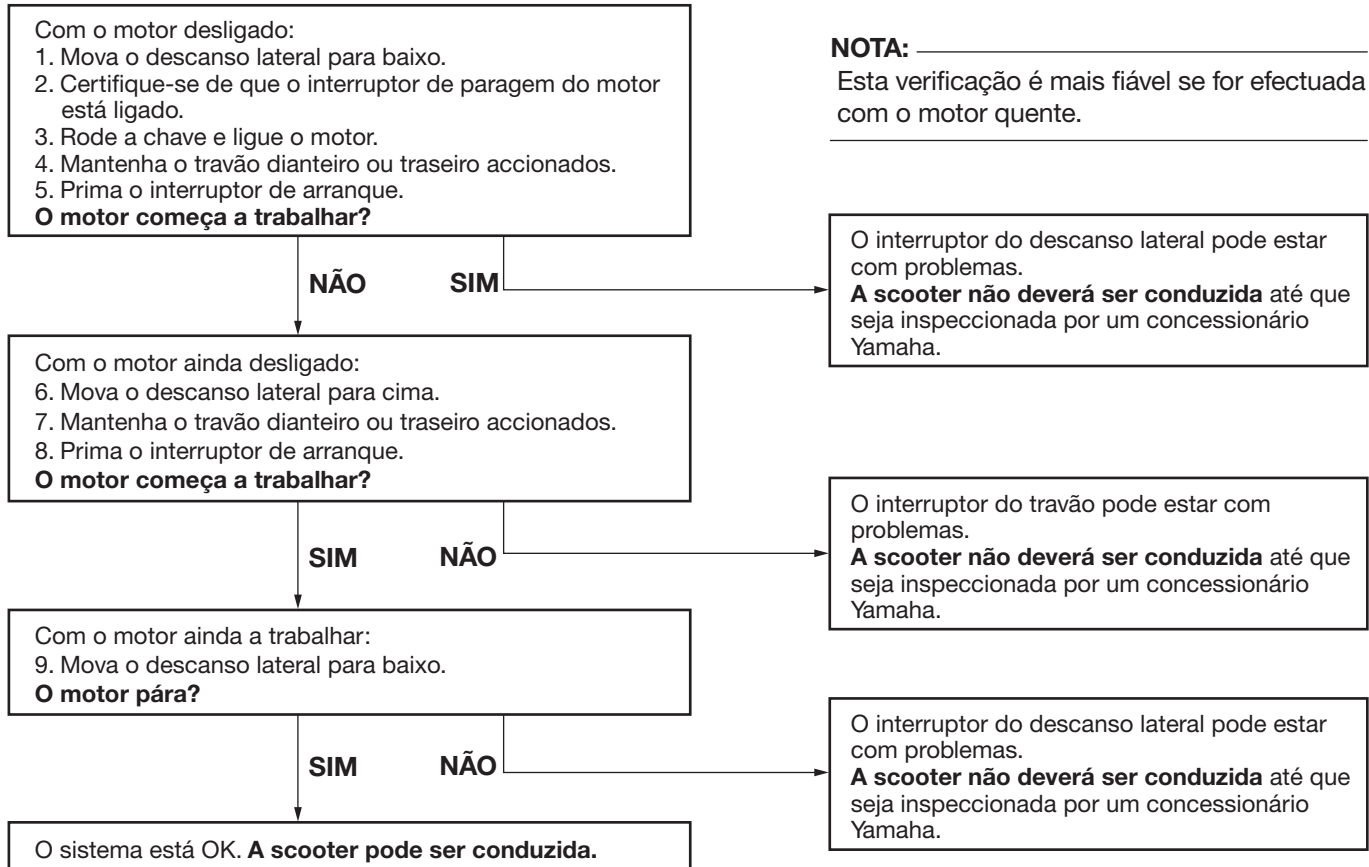 Com o motor desligado:
1. Mova o descanso lateral para baixo.
2. Certifique-se de que o interruptor de paragem do motor
está ligado.
3. Rode a chave e ligue o motor.
4. Mantenha o travão dianteiro ou traseiro accionados.
5. Prima o interruptor de arranque.
O motor começa a trabalhar?
NOTA:
Esta verificação é mais fiável se for efectuada
com o motor quente.
NÃO SIM
O interruptor do descanso lateral pode estar
com problemas.
A scooter não deverá ser conduzida até que
seja inspeccionada por um concessionário
Yamaha.
Com o motor ainda desligado:
6. Mova o descanso lateral para cima.
7. Mantenha o travão dianteiro ou traseiro accionados.
8. Prima o interruptor de arranque.
O motor começa a trabalhar?
SIM NÃO
O interruptor do travão pode estar com
problemas.
A scooter não deverá ser conduzida até que
seja inspeccionada por um concessionário
Yamaha.
Com o motor ainda a trabalhar:
9. Mova o descanso lateral para baixo.
O motor pára?
SIM NÃO
O interruptor do descanso lateral pode estar
com problemas.
A scooter não deverá ser conduzida até que
seja inspeccionada por um concessionário
Yamaha.
O sistema está OK. A scooter pode ser conduzida.